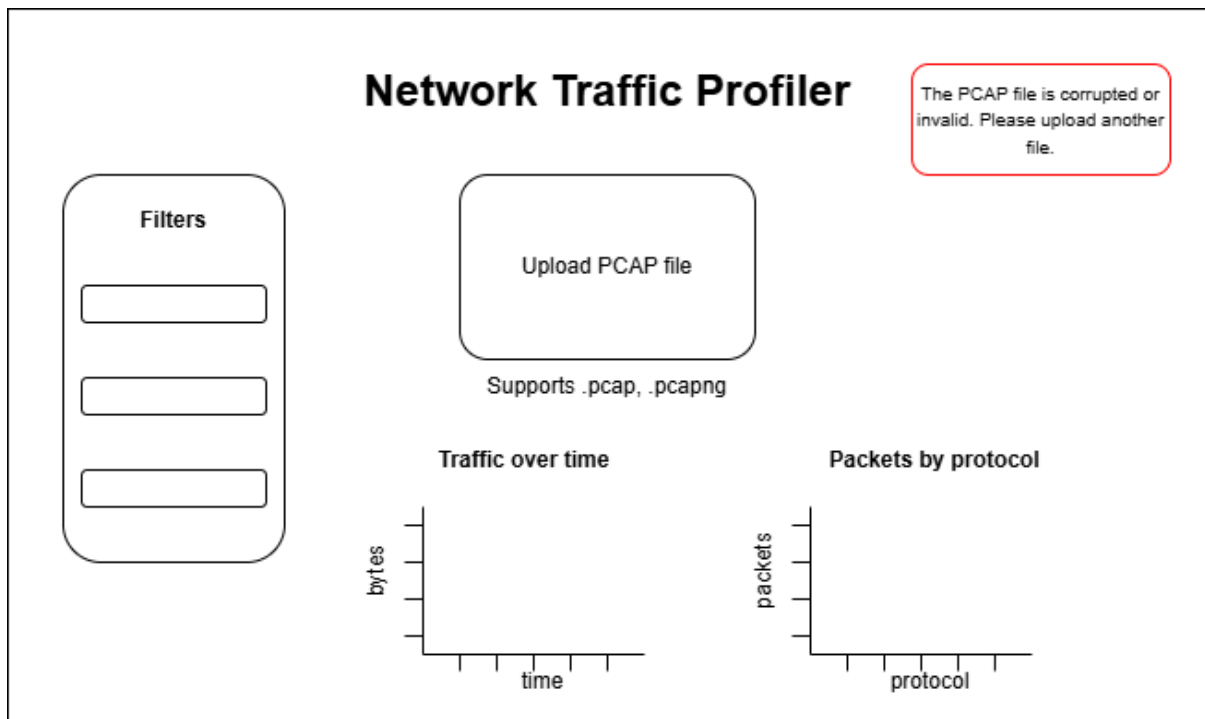 Network Traffic Profiler
The PCAP file is corrupted or
invalid. Please upload another
file.
Filters
Upload PCAP file
Supports .pcap, .pcapng
Traffic over time
bytes
time
Packets by protocol
packets
protocol